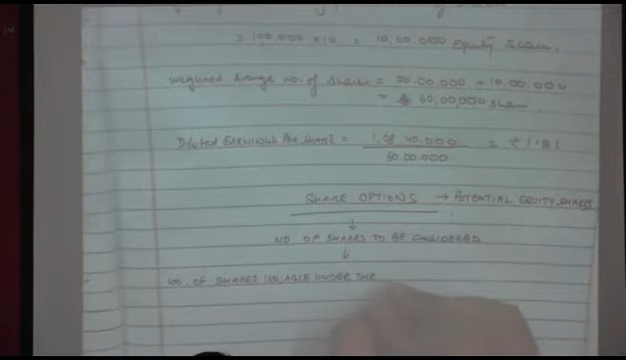 = 100,000 x 10 = 10,00,000 Equity Shares.
Weighted Average no. of Shares = 50,00,000 + 10,00,000
= 60,00,000 Shares
Diluted Earnings Per Share = 1,08,40,000 = ₹1.81
60,00,000
SHARE OPTIONS → POTENTIAL EQUITY SHARES
↓
NO OF SHARES TO BE CONSIDERED
↓
NO. OF SHARES ISSUABLE UNDER THE